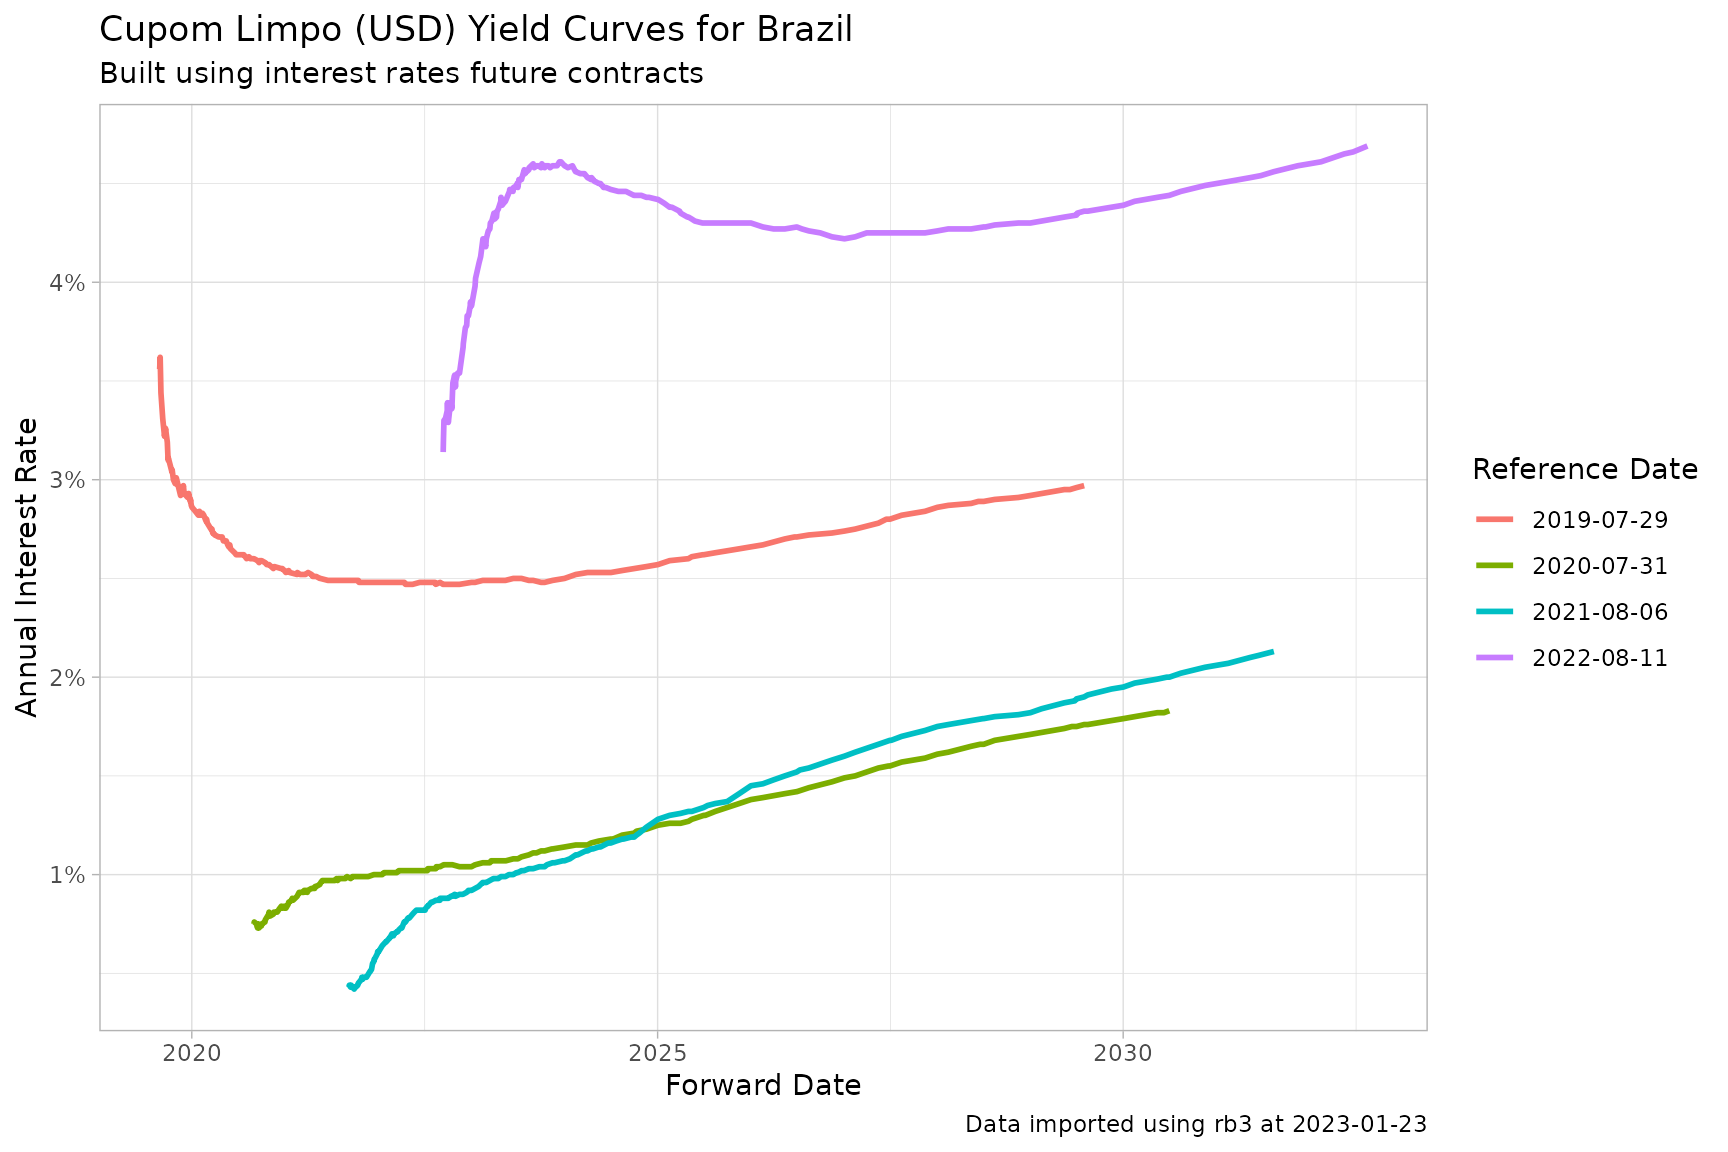 Cupom Limpo (USD) Yield Curves for Brazil
Built using interest rates future contracts
Annual Interest Rate
4%
3%
2%
1%
2020
2025
2030
Forward Date
Reference Date
2019-07-29
2020-07-31
2021-08-06
2022-08-11
Data imported using rb3 at 2023-01-23